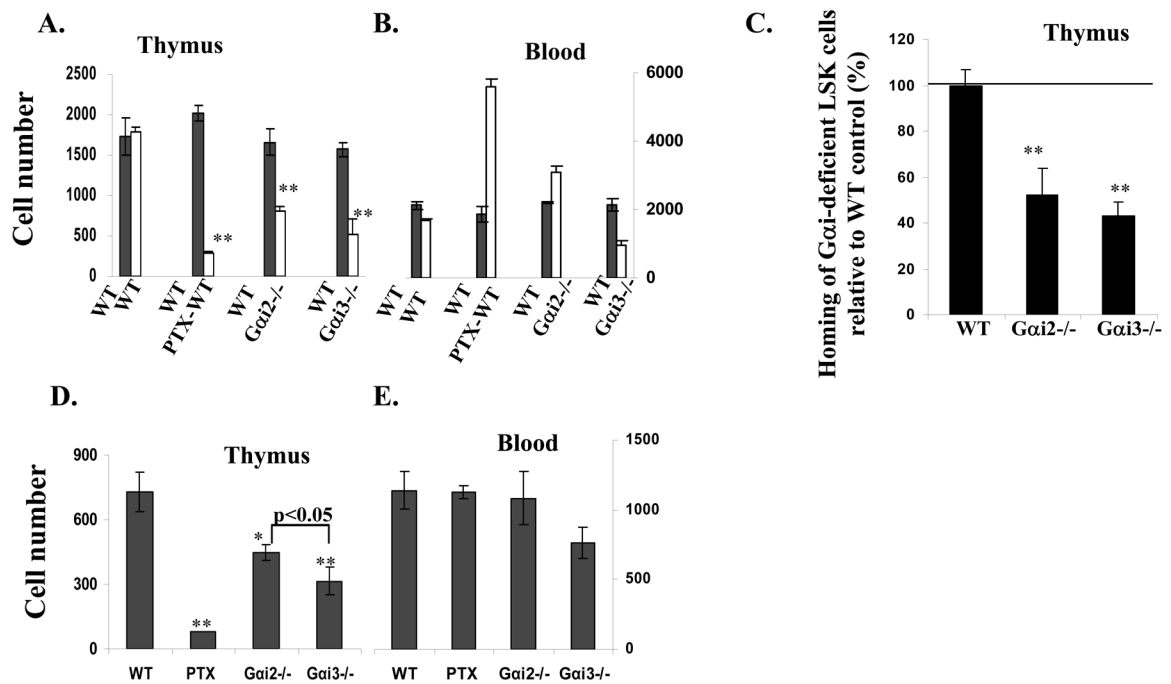 A.
Thymus
Cell number
2500
2000
1500
1000
500
0
**
**
**
WT
WT
WT
PTX-WT
WT
Gαi2-/-
WT
Gαi3-/-
B.
Blood
6000
4000
2000
0
WT
WT
WT
PTX-WT
WT
Gαi2-/-
WT
Gαi3-/-
C.
Thymus
Homing of Gαi-deficient LSK cells
relative to WT control (%)
120
100
80
60
40
20
0
**
**
WT
Gαi2-/-
Gαi3-/-
D.
Thymus
Cell number
900
600
300
0
p<0.05
*
**
**
WT
PTX
Gαi2-/-
Gαi3-/-
E.
Blood
1500
1000
500
0
WT
PTX
Gαi2-/-
Gαi3-/-